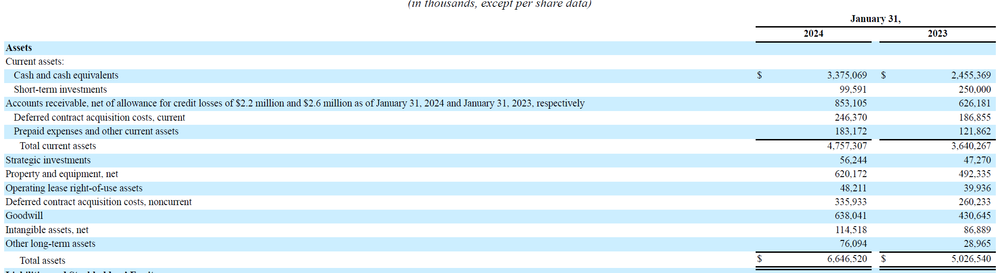 (in thousands, except per share data)
January 31,
2024 2023
Assets
Current assets:
Cash and cash equivalents $ 3,375,069 $ 2,455,369
Short-term investments 99,591 250,000
Accounts receivable, net of allowance for credit losses of $2.2 million and $2.6 million as of January 31, 2024 and January 31, 2023, respectively 853,105 626,181
Deferred contract acquisition costs, current 246,370 186,855
Prepaid expenses and other current assets 183,172 121,862
Total current assets 4,757,307 3,640,267
Strategic investments 56,244 47,270
Property and equipment, net 620,172 492,335
Operating lease right-of-use assets 48,211 39,936
Deferred contract acquisition costs, noncurrent 335,933 260,233
Goodwill 638,041 430,645
Intangible assets, net 114,518 86,889
Other long-term assets 76,094 28,965
Total assets $ 6,646,520 $ 5,026,540